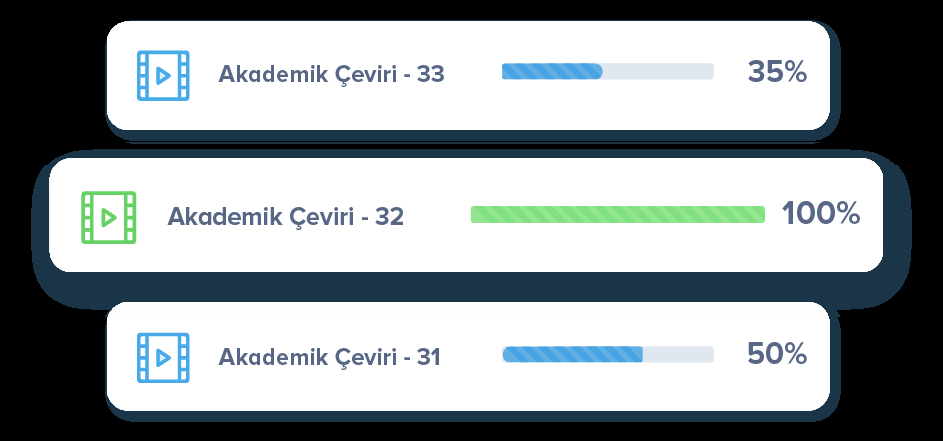 Akademik Çeviri - 33 35%
Akademik Çeviri - 32 100%
Akademik Çeviri - 31 50%